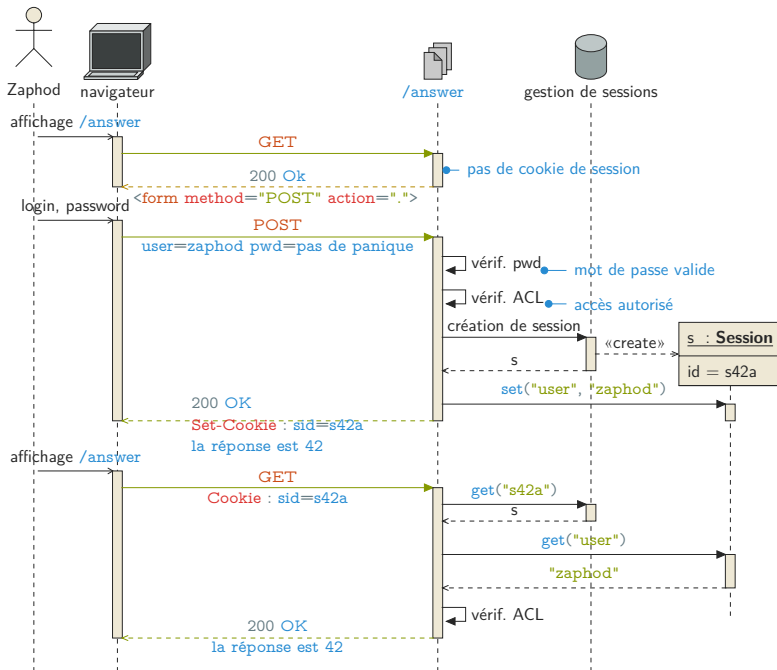 Zaphod
navigateur
/answer
gestion de sessions
affichage /answer
GET
200 Ok
pas de cookie de session
<form method="POST" action=".">
login, password
POST
user=zaphod pwd=pas de panique
vérif. pwd
mot de passe valide
vérif. ACL
accès autorisé
création de session
«create»
s : Session
s
id = s42a
set("user", "zaphod")
200 OK
Set-Cookie : sid=s42a
la réponse est 42
affichage /answer
GET
Cookie : sid=s42a
get("s42a")
s
get("user")
"zaphod"
vérif. ACL
200 OK
la réponse est 42